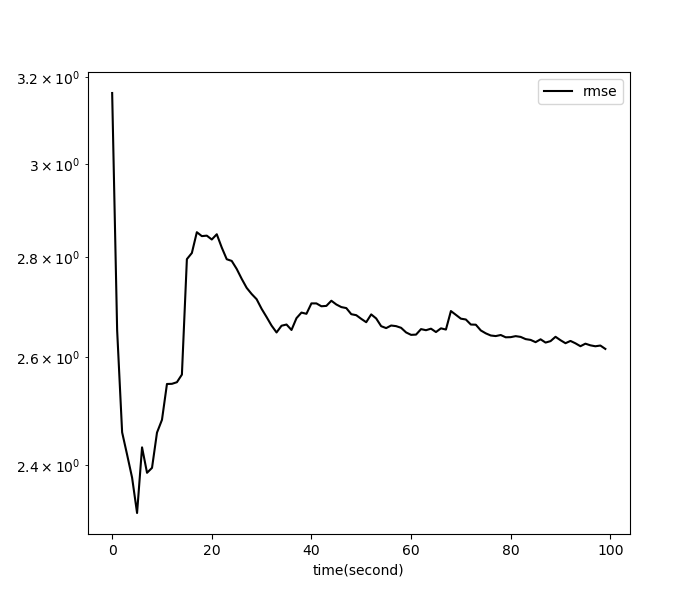 3.2 × 10⁰
rmse
3 × 10⁰
2.8 × 10⁰
2.6 × 10⁰
2.4 × 10⁰
0 20 40 60 80 100
time(second)